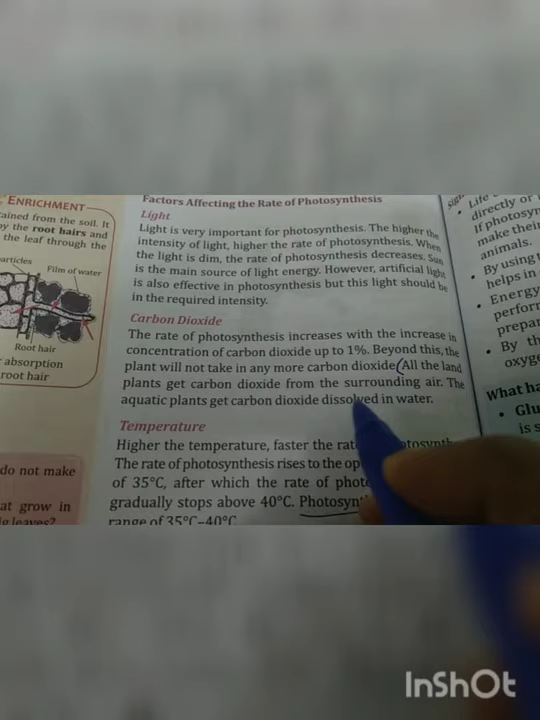 ENRICHMENT
tained from the soil. It
by the root hairs and
the leaf through the
articles
Film of water
Root hair
absorption
root hair
do not make
at grow in
ig leaves?
Factors Affecting the Rate of Photosynthesis
Light
Light is very important for photosynthesis. The higher the
intensity of light, higher the rate of photosynthesis. When
the light is dim, the rate of photosynthesis decreases. Sun
is the main source of light energy. However, artificial light
is also effective in photosynthesis but this light should be
in the required intensity.
Carbon Dioxide
The rate of photosynthesis increases with the increase in
concentration of carbon dioxide up to 1%. Beyond this, the
plant will not take in any more carbon dioxide. All the land
plants get carbon dioxide from the surrounding air. The
aquatic plants get carbon dioxide dissolved in water.
Temperature
Higher the temperature, faster the rate otosynth
The rate of photosynthesis rises to the op
of 35°C, after which the rate of phot
gradually stops above 40°C. Photosyn
range of 35°C–40°C
• Life
directly or
If photosyn
make thei
animals.
• By using
helps in
• Energy
perfor
prepar
• By th
oxyge
What ha
• Glu
is s
InShOt